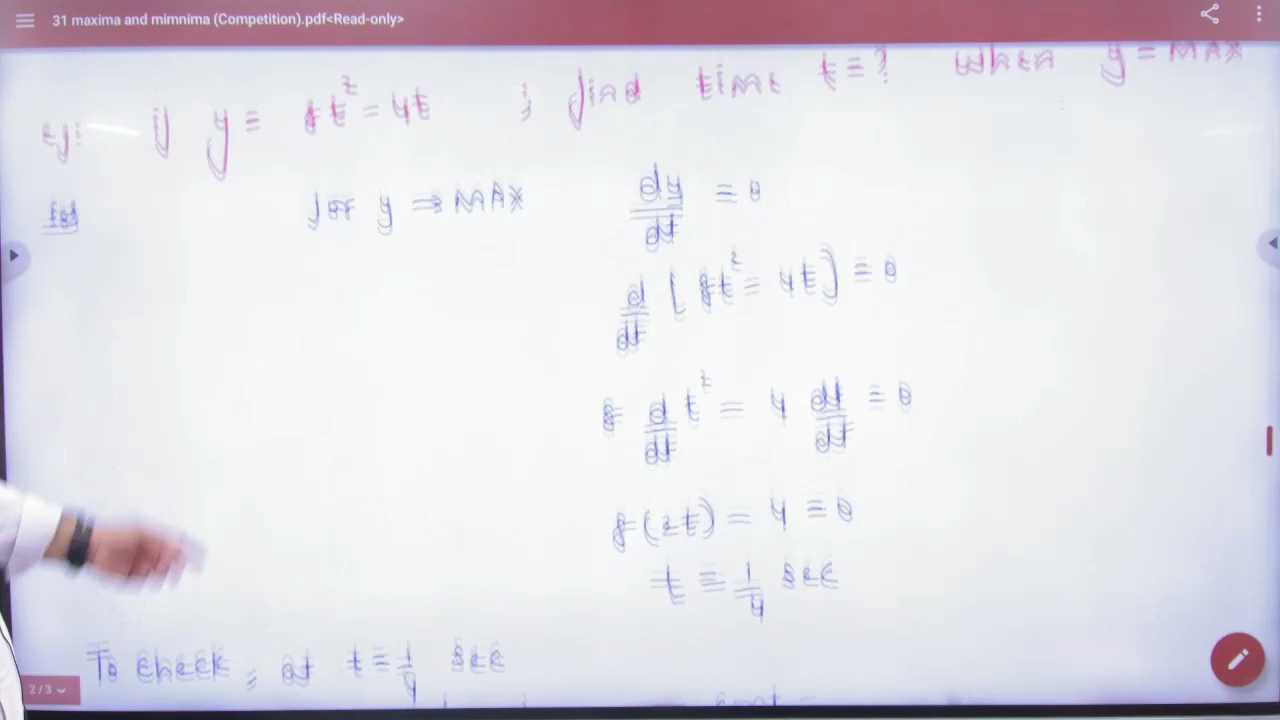 31 maxima and mimnima (Competition).pdf<Read-only>
eg: if y = 8t² - 4t ; find time t = ? when y = MAX
for y ⇒ MAX dy/dt = 0
d/dt [8t² - 4t] = 0
8 d/dt t² - 4 dt/dt = 0
8(2t) - 4 = 0
t = 1/4 sec
To check, at t = 1/4 sec
2 / 3